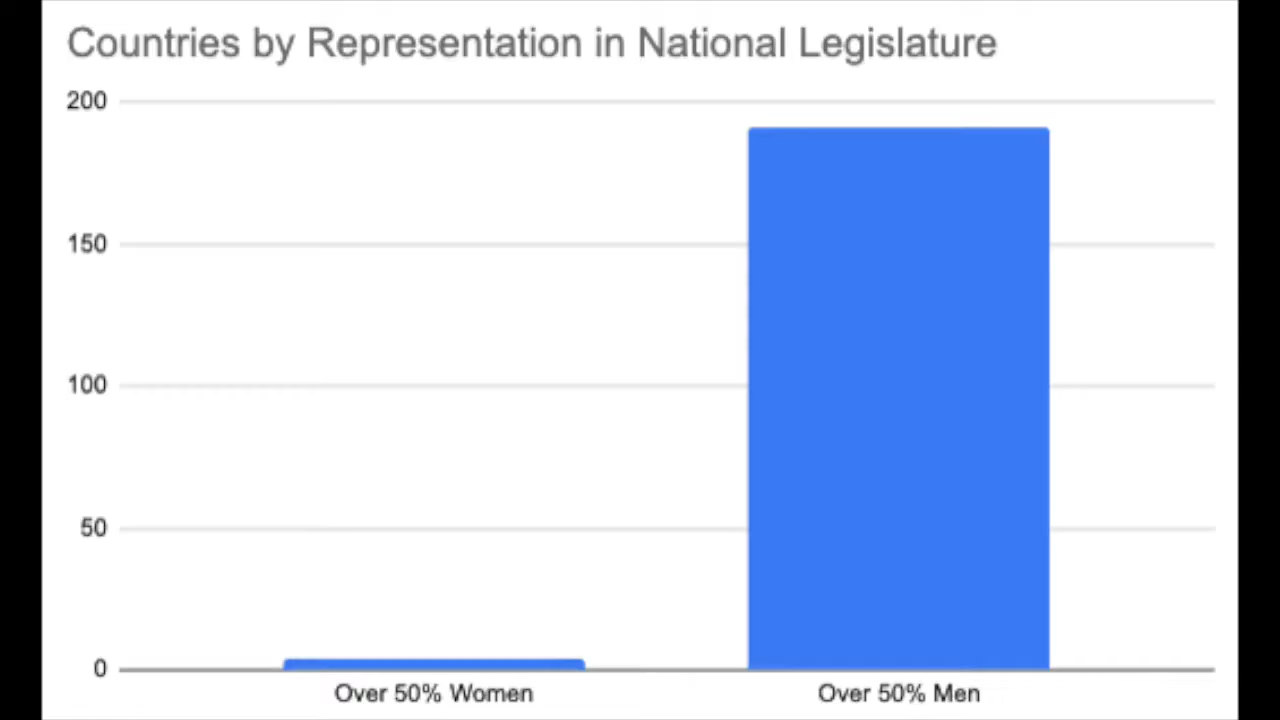 Countries by Representation in National Legislature
200
150
100
50
0
Over 50% Women
Over 50% Men